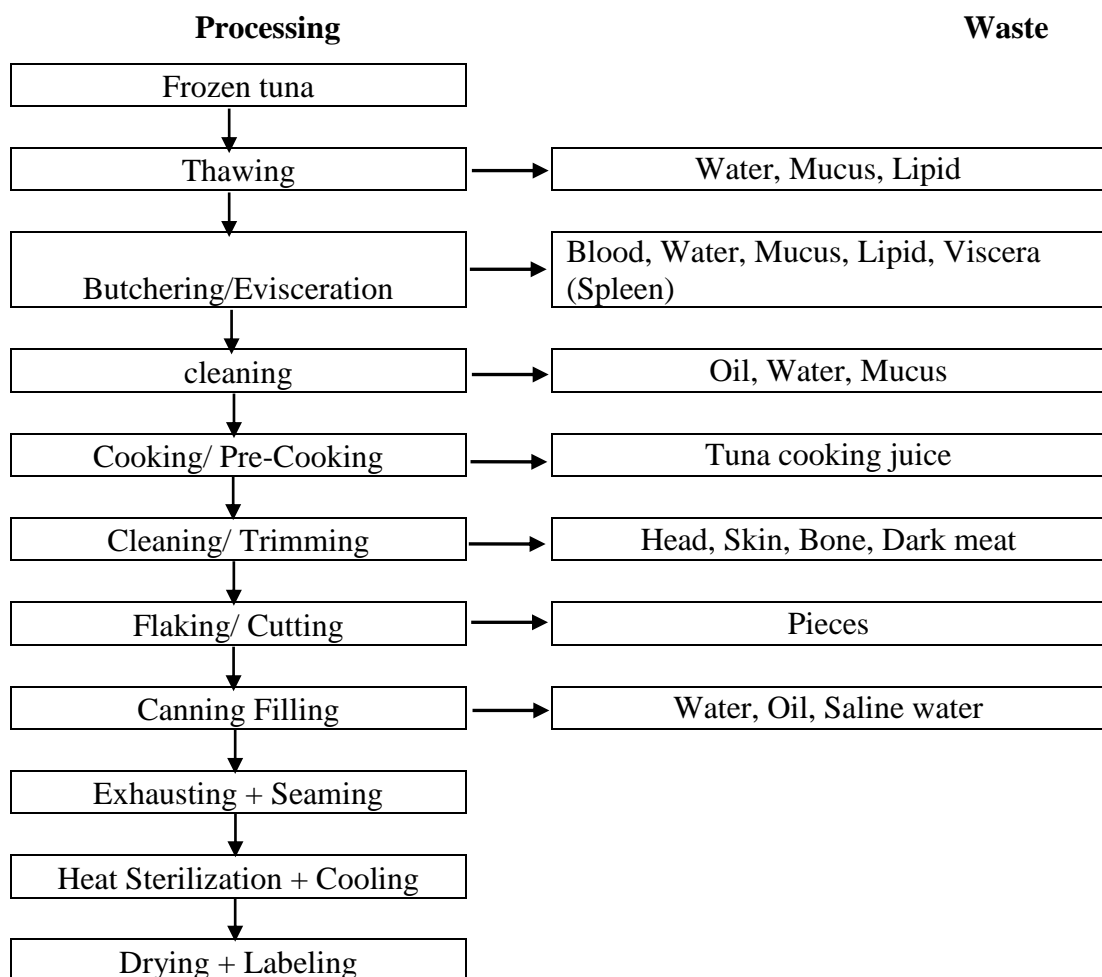 Processing Waste
Frozen tuna
Thawing Water, Mucus, Lipid
Blood, Water, Mucus, Lipid, Viscera
Butchering/Evisceration (Spleen)
cleaning Oil, Water, Mucus
Cooking/ Pre-Cooking Tuna cooking juice
Cleaning/ Trimming Head, Skin, Bone, Dark meat
Flaking/ Cutting Pieces
Canning Filling Water, Oil, Saline water
Exhausting + Seaming
Heat Sterilization + Cooling
Drying + Labeling